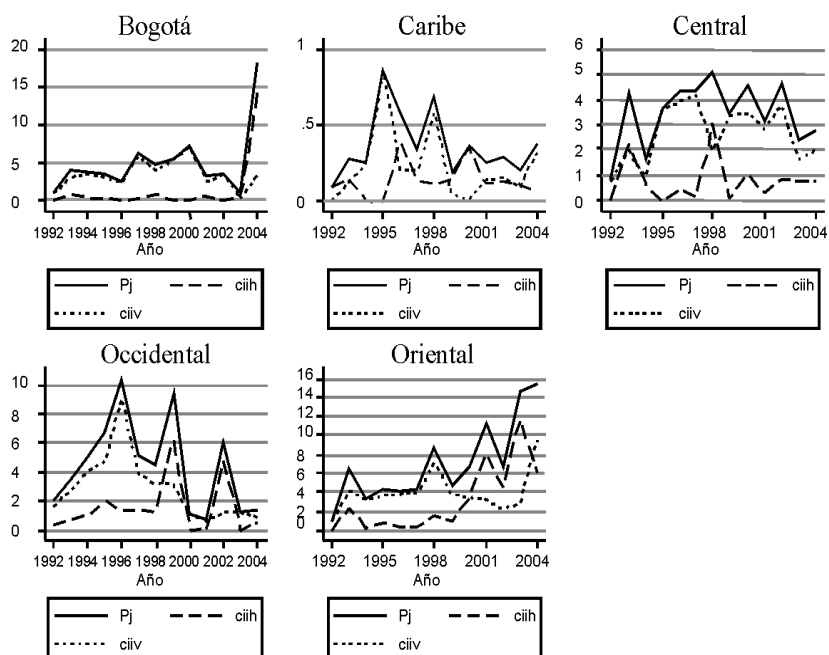 Bogotá
20
15
10
5
0
1992 1994 1996 1998 2000 2002 2004
Año
Pj ciih
ciiv
Caribe
1
.5
0
1992 1995 1998 2001 2004
Año
Pj ciih
ciiv
Central
6
5
4
3
2
1
0
1992 1995 1998 2001 2004
Año
Pj ciih
ciiv
Occidental
10
8
6
4
2
0
1992 1994 1996 1998 2000 2002 2004
Año
Pj ciih
ciiv
Oriental
16
14
12
10
8
6
4
2
0
1992 1995 1998 2001 2004
Año
Pj ciih
ciiv